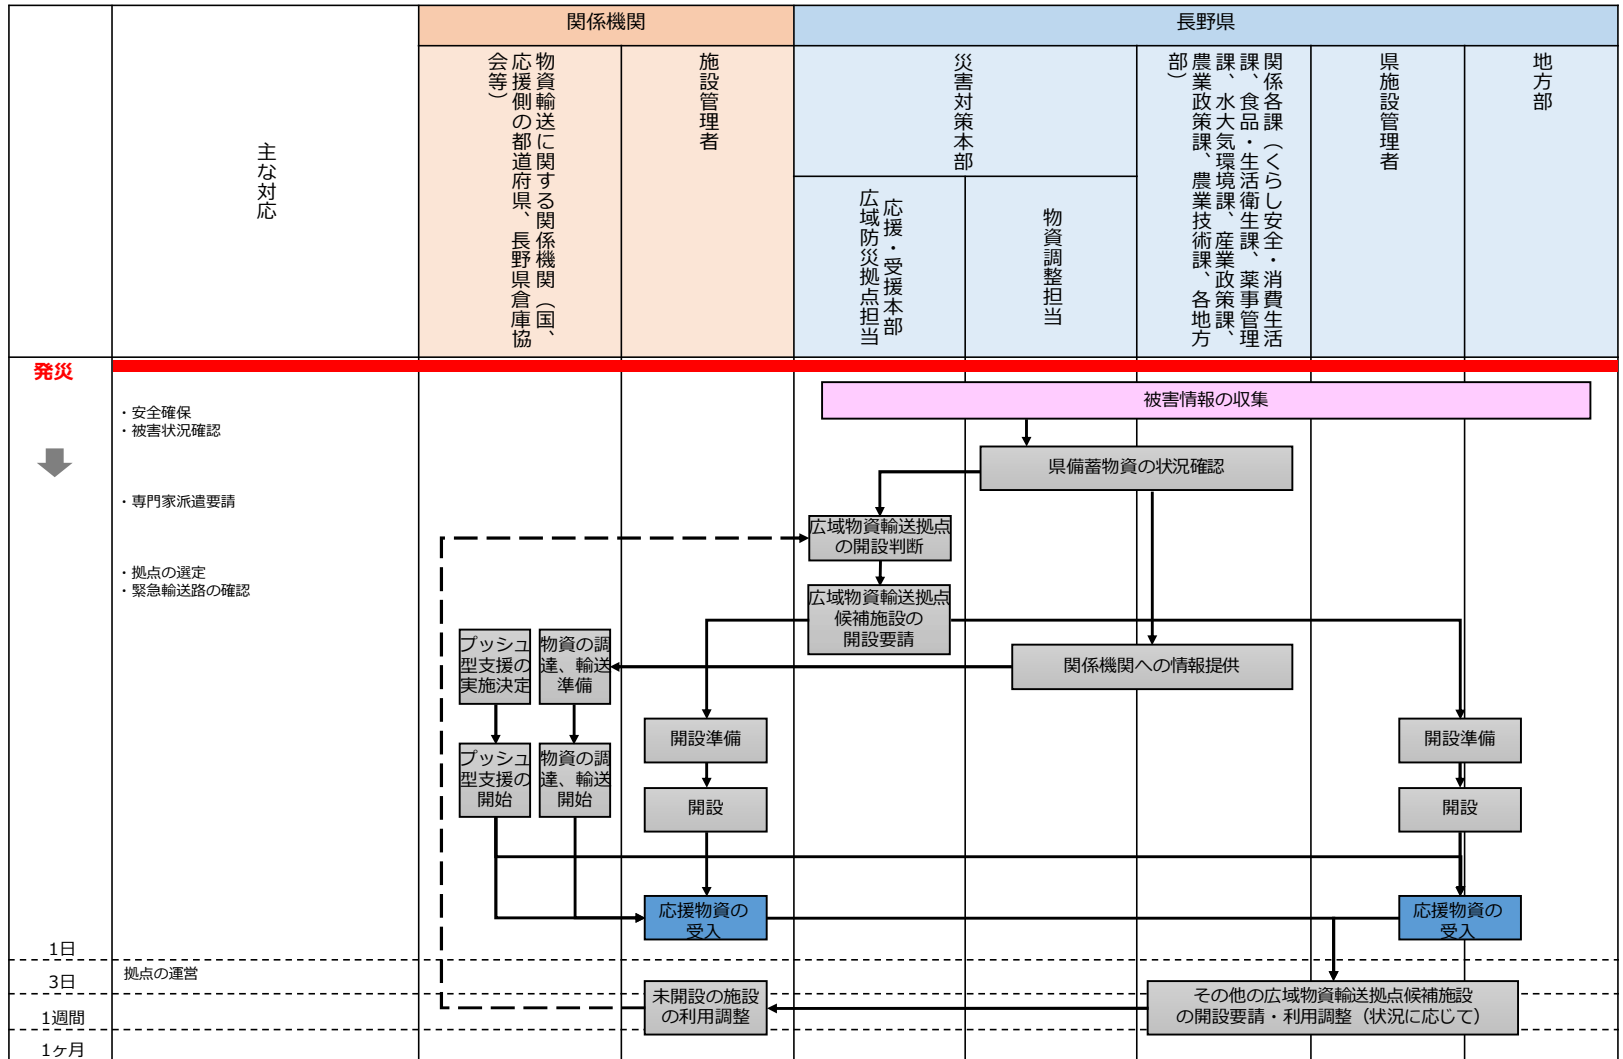 関係機関
長野県
主な対応
物資輸送に関する関係機関（国、
応援側の都道府県、長野県倉庫協
会等）
施設管理者
災害対策本部
応援・受援本部
広域防災拠点担当
物資調整担当
関係各課（くらし安全・消費生活
課、食品・生活衛生課、薬事管理
課、水大気環境課、産業政策課、
農業政策課、農業技術課、各地方
部）
県施設管理者
地方部
発災
被害情報の収集
・安全確保
・被害状況確認
県備蓄物資の状況確認
・専門家派遣要請
広域物資輸送拠点
の開設判断
・拠点の選定
・緊急輸送路の確認
広域物資輸送拠点
候補施設の
開設要請
プッシュ
型支援の
実施決定
物資の調
達、輸送
準備
関係機関への情報提供
開設準備
開設準備
プッシュ
型支援の
開始
物資の調
達、輸送
開始
開設
開設
応援物資の
受入
応援物資の
受入
1日
拠点の運営
3日
未開設の施設
の利用調整
その他の広域物資輸送拠点候補施設
の開設要請・利用調整（状況に応じて）
1週間
1ヶ月